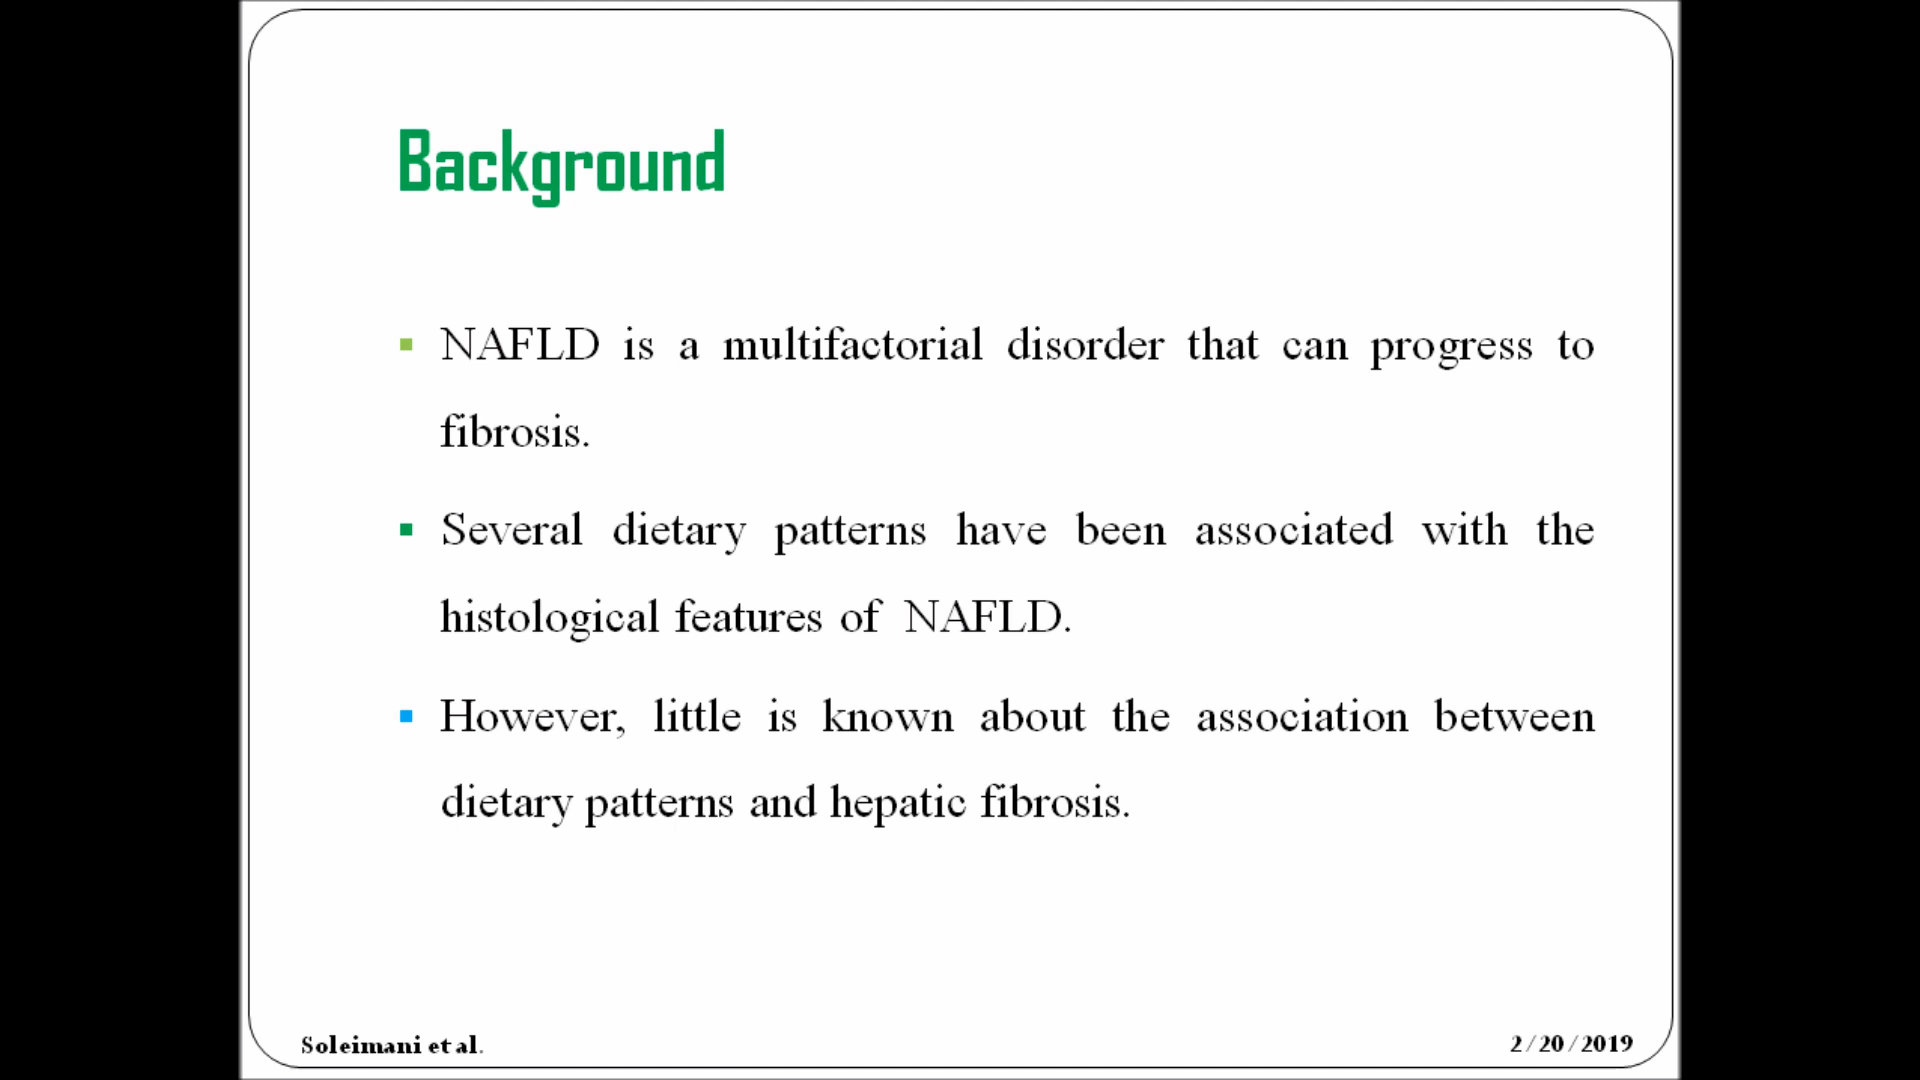 Background
NAFLD is a multifactorial disorder that can progress to
fibrosis.
Several dietary patterns have been associated with the
histological features of NAFLD.
However, little is known about the association between
dietary patterns and hepatic fibrosis.
Soleimani et al.
2/20/2019